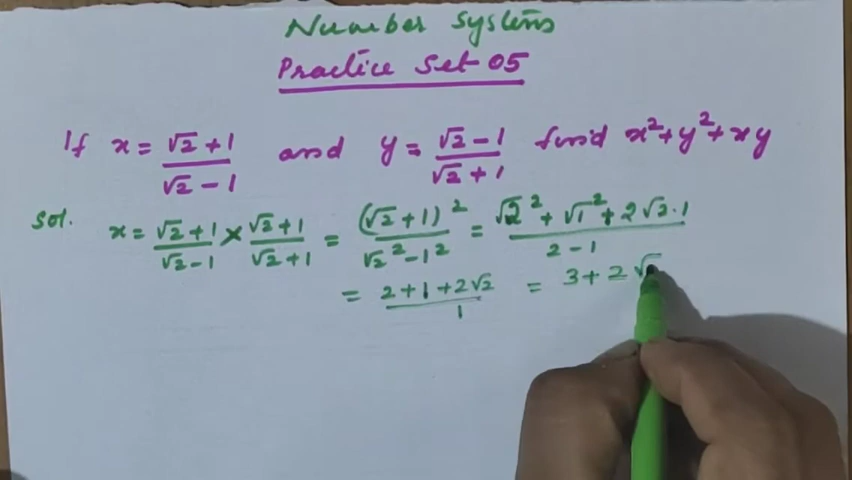 Number Systems
Practice Set-05
If x = √2+1/√2-1 and y = √2-1/√2+1 find x²+y²+xy
Sol. x = √2+1/√2-1 × √2+1/√2+1 = (√2+1)²/√2²-1² = √2²+√1²+2√2·1/2-1
= 2+1+2√2/1 = 3+2√